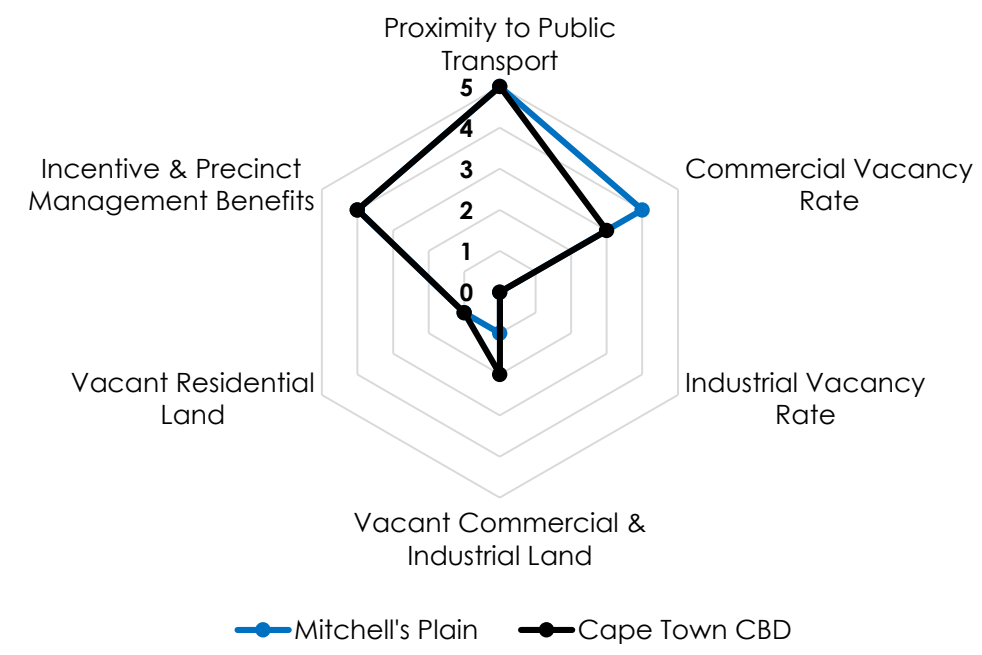 Proximity to Public
Transport
5
4
3
2
1
0
Incentive & Precinct
Management Benefits
Commercial Vacancy
Rate
Vacant Residential
Land
Industrial Vacancy
Rate
Vacant Commercial &
Industrial Land
Mitchell's Plain
Cape Town CBD